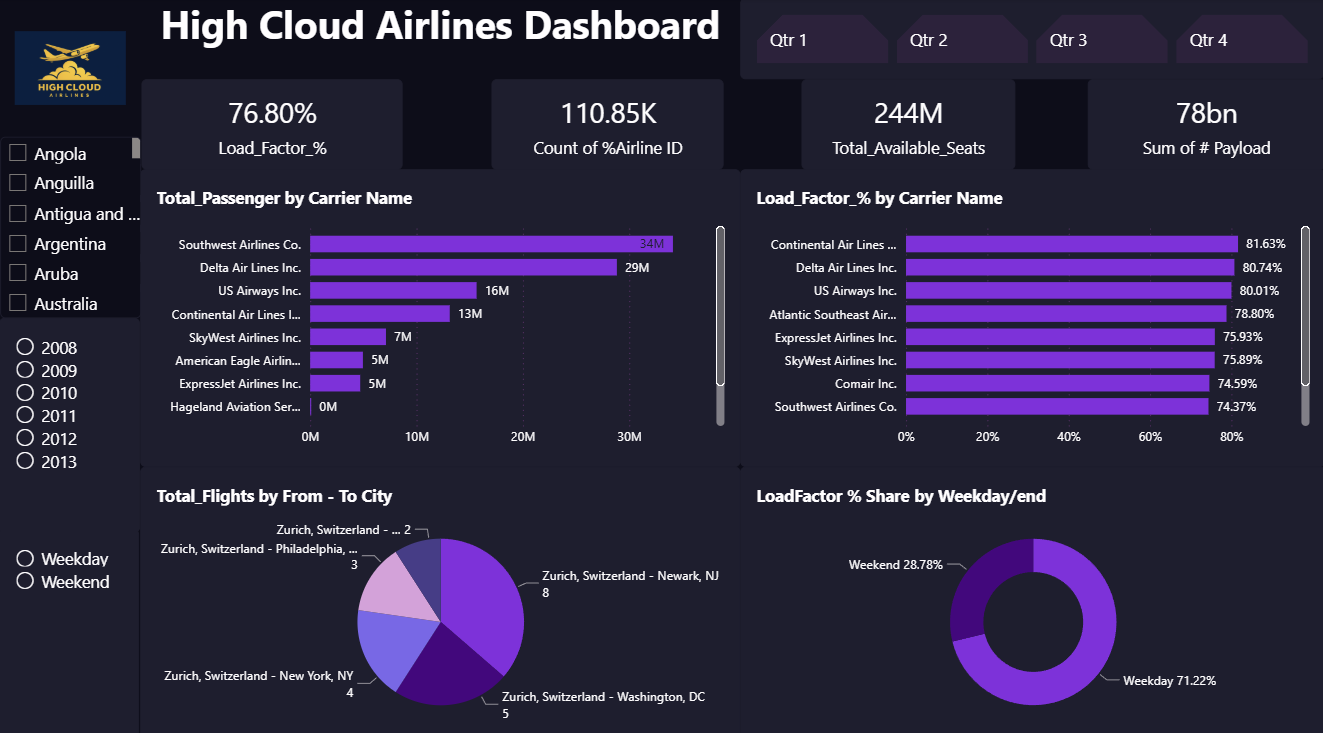 High Cloud Airlines Dashboard
HIGH CLOUD
AIRLINES
Qtr 1
Qtr 2
Qtr 3
Qtr 4
76.80%
Load_Factor_%
110.85K
Count of %Airline ID
244M
Total_Available_Seats
78bn
Sum of # Payload
Angola
Anguilla
Antigua and ...
Argentina
Aruba
Australia
2008
2009
2010
2011
2012
2013
Weekday
Weekend
Total_Passenger by Carrier Name
Southwest Airlines Co. 34M
Delta Air Lines Inc. 29M
US Airways Inc. 16M
Continental Air Lines I... 13M
SkyWest Airlines Inc. 7M
American Eagle Airlin... 5M
ExpressJet Airlines Inc. 5M
Hageland Aviation Ser... 0M
0M 10M 20M 30M
Load_Factor_% by Carrier Name
Continental Air Lines ... 81.63%
Delta Air Lines Inc. 80.74%
US Airways Inc. 80.01%
Atlantic Southeast Air... 78.80%
ExpressJet Airlines Inc. 75.93%
SkyWest Airlines Inc. 75.89%
Comair Inc. 74.59%
Southwest Airlines Co. 74.37%
0% 20% 40% 60% 80%
Total_Flights by From - To City
Zurich, Switzerland - ... 2
Zurich, Switzerland - Philadelphia, ...
3
Zurich, Switzerland - Newark, NJ
8
Zurich, Switzerland - New York, NY
4
Zurich, Switzerland - Washington, DC
5
LoadFactor % Share by Weekday/end
Weekend 28.78%
Weekday 71.22%